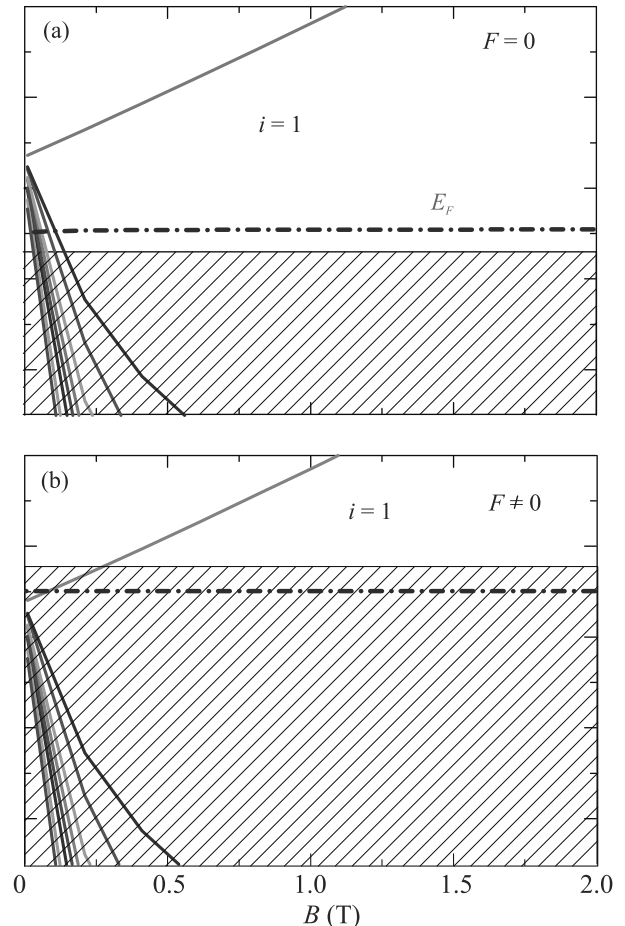 (a)
F = 0
i = 1
E_F
(b)
F ≠ 0
i = 1
0 0.5 1.0 1.5 2.0
B (T)